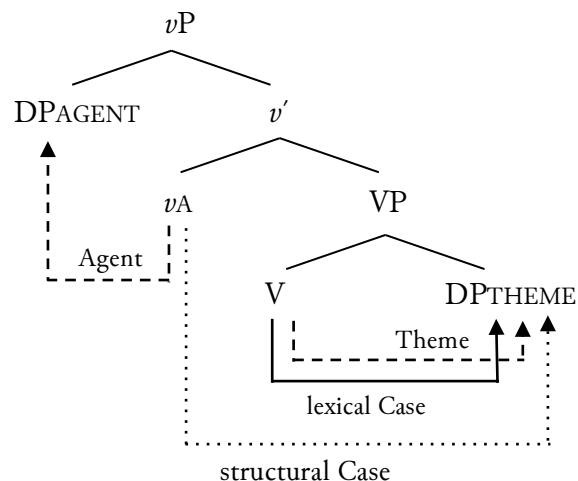 vP
DPAGENT v′
vA VP
Agent
V DPTHEME
Theme
lexical Case
structural Case